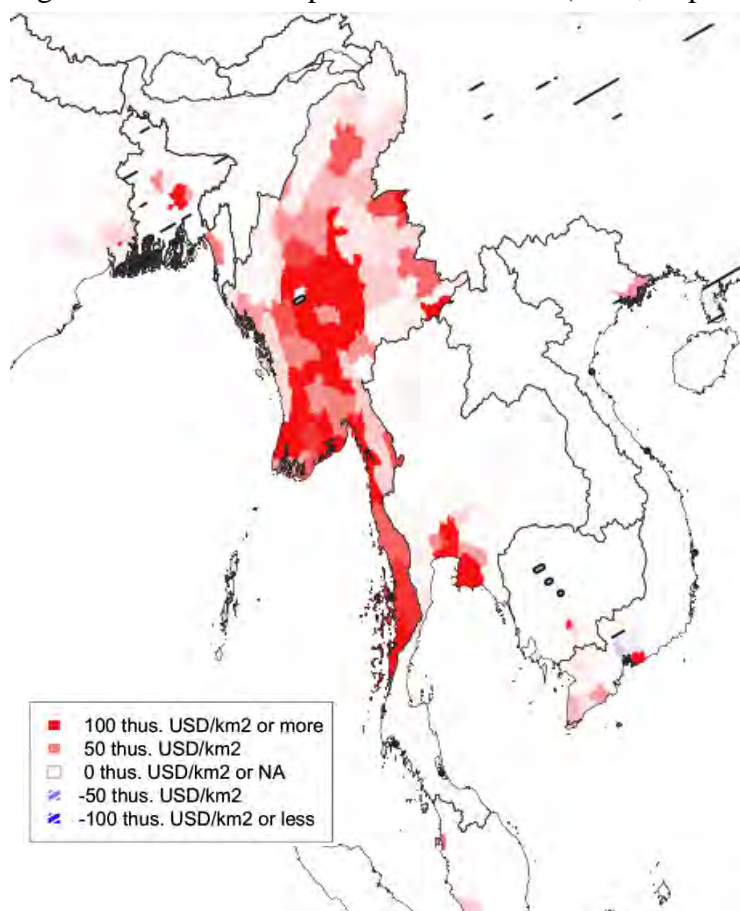 100 thus. USD/km2 or more
50 thus. USD/km2
0 thus. USD/km2 or NA
-50 thus. USD/km2
-100 thus. USD/km2 or less